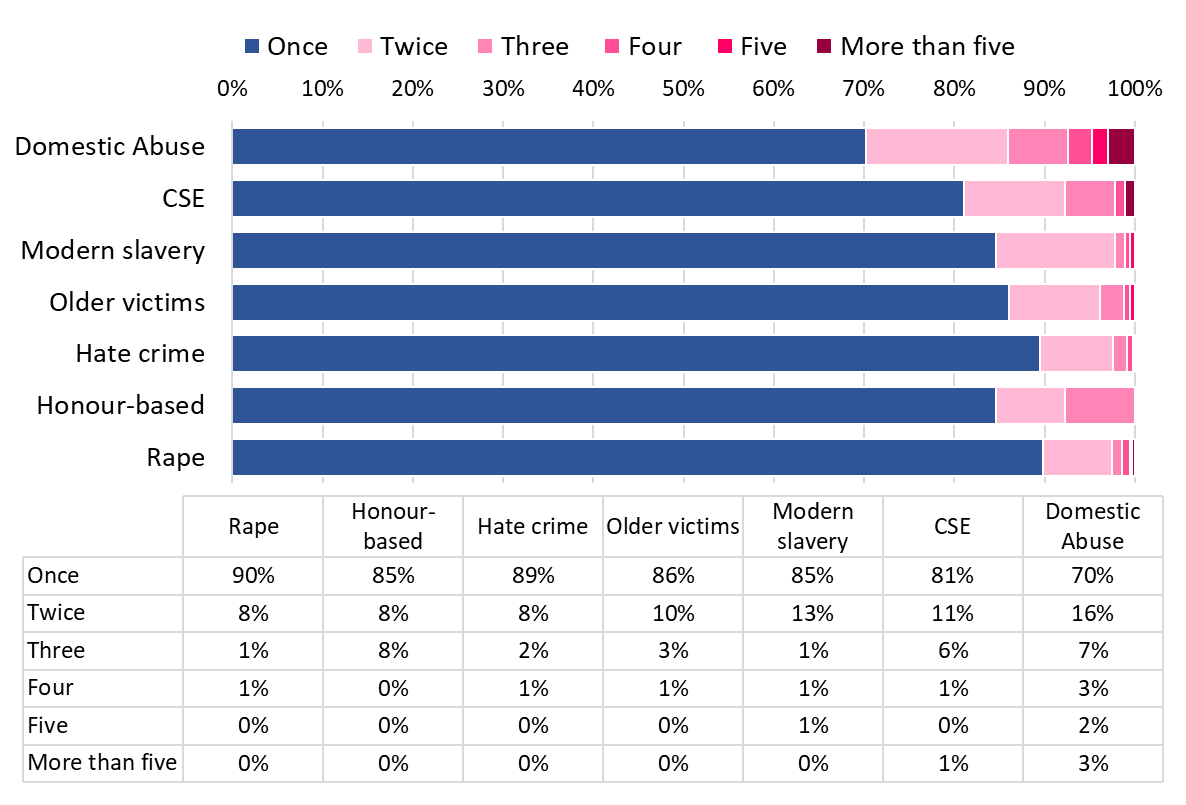 Once Twice Three Four Five More than five
0% 10% 20% 30% 40% 50% 60% 70% 80% 90% 100%
Domestic Abuse
CSE
Modern slavery
Older victims
Hate crime
Honour-based
Rape
Rape Honour-based Hate crime Older victims Modern slavery CSE Domestic Abuse
Once 90% 85% 89% 86% 85% 81% 70%
Twice 8% 8% 8% 10% 13% 11% 16%
Three 1% 8% 2% 3% 1% 6% 7%
Four 1% 0% 1% 1% 1% 1% 3%
Five 0% 0% 0% 0% 1% 0% 2%
More than five 0% 0% 0% 0% 0% 1% 3%